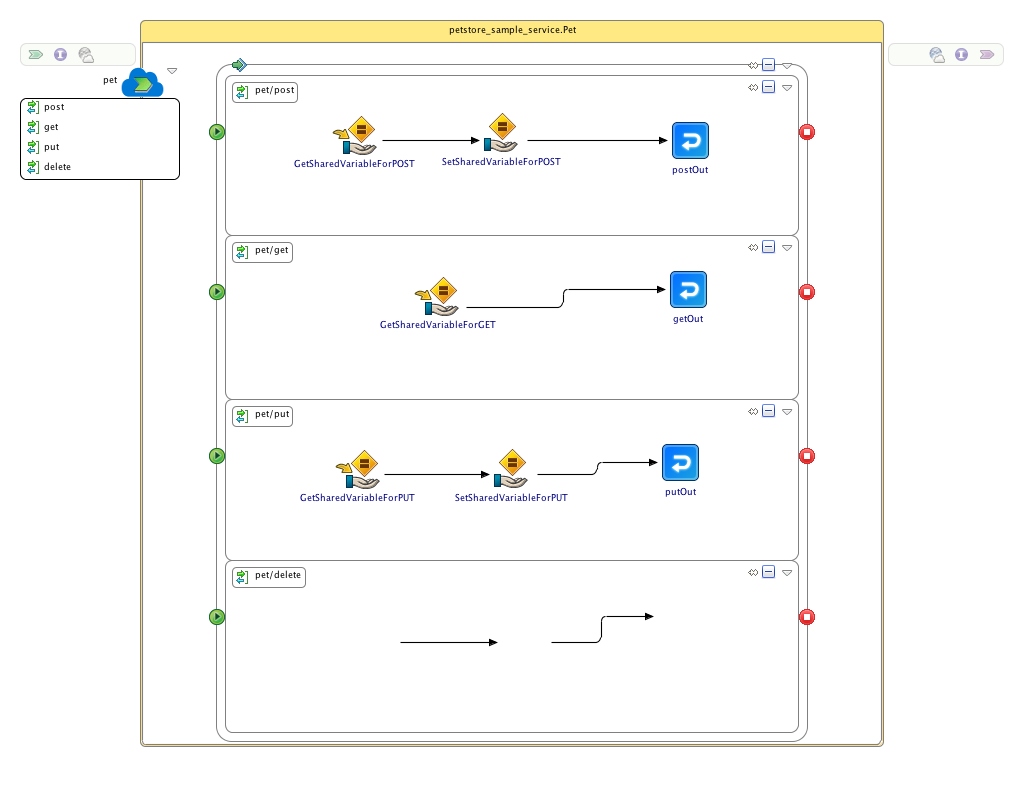 petstore_sample_service.Pet
pet
post
get
put
delete
pet/post
GetSharedVariableForPOST
SetSharedVariableForPOST
postOut
pet/get
GetSharedVariableForGET
getOut
pet/put
GetSharedVariableForPUT
SetSharedVariableForPUT
putOut
pet/delete